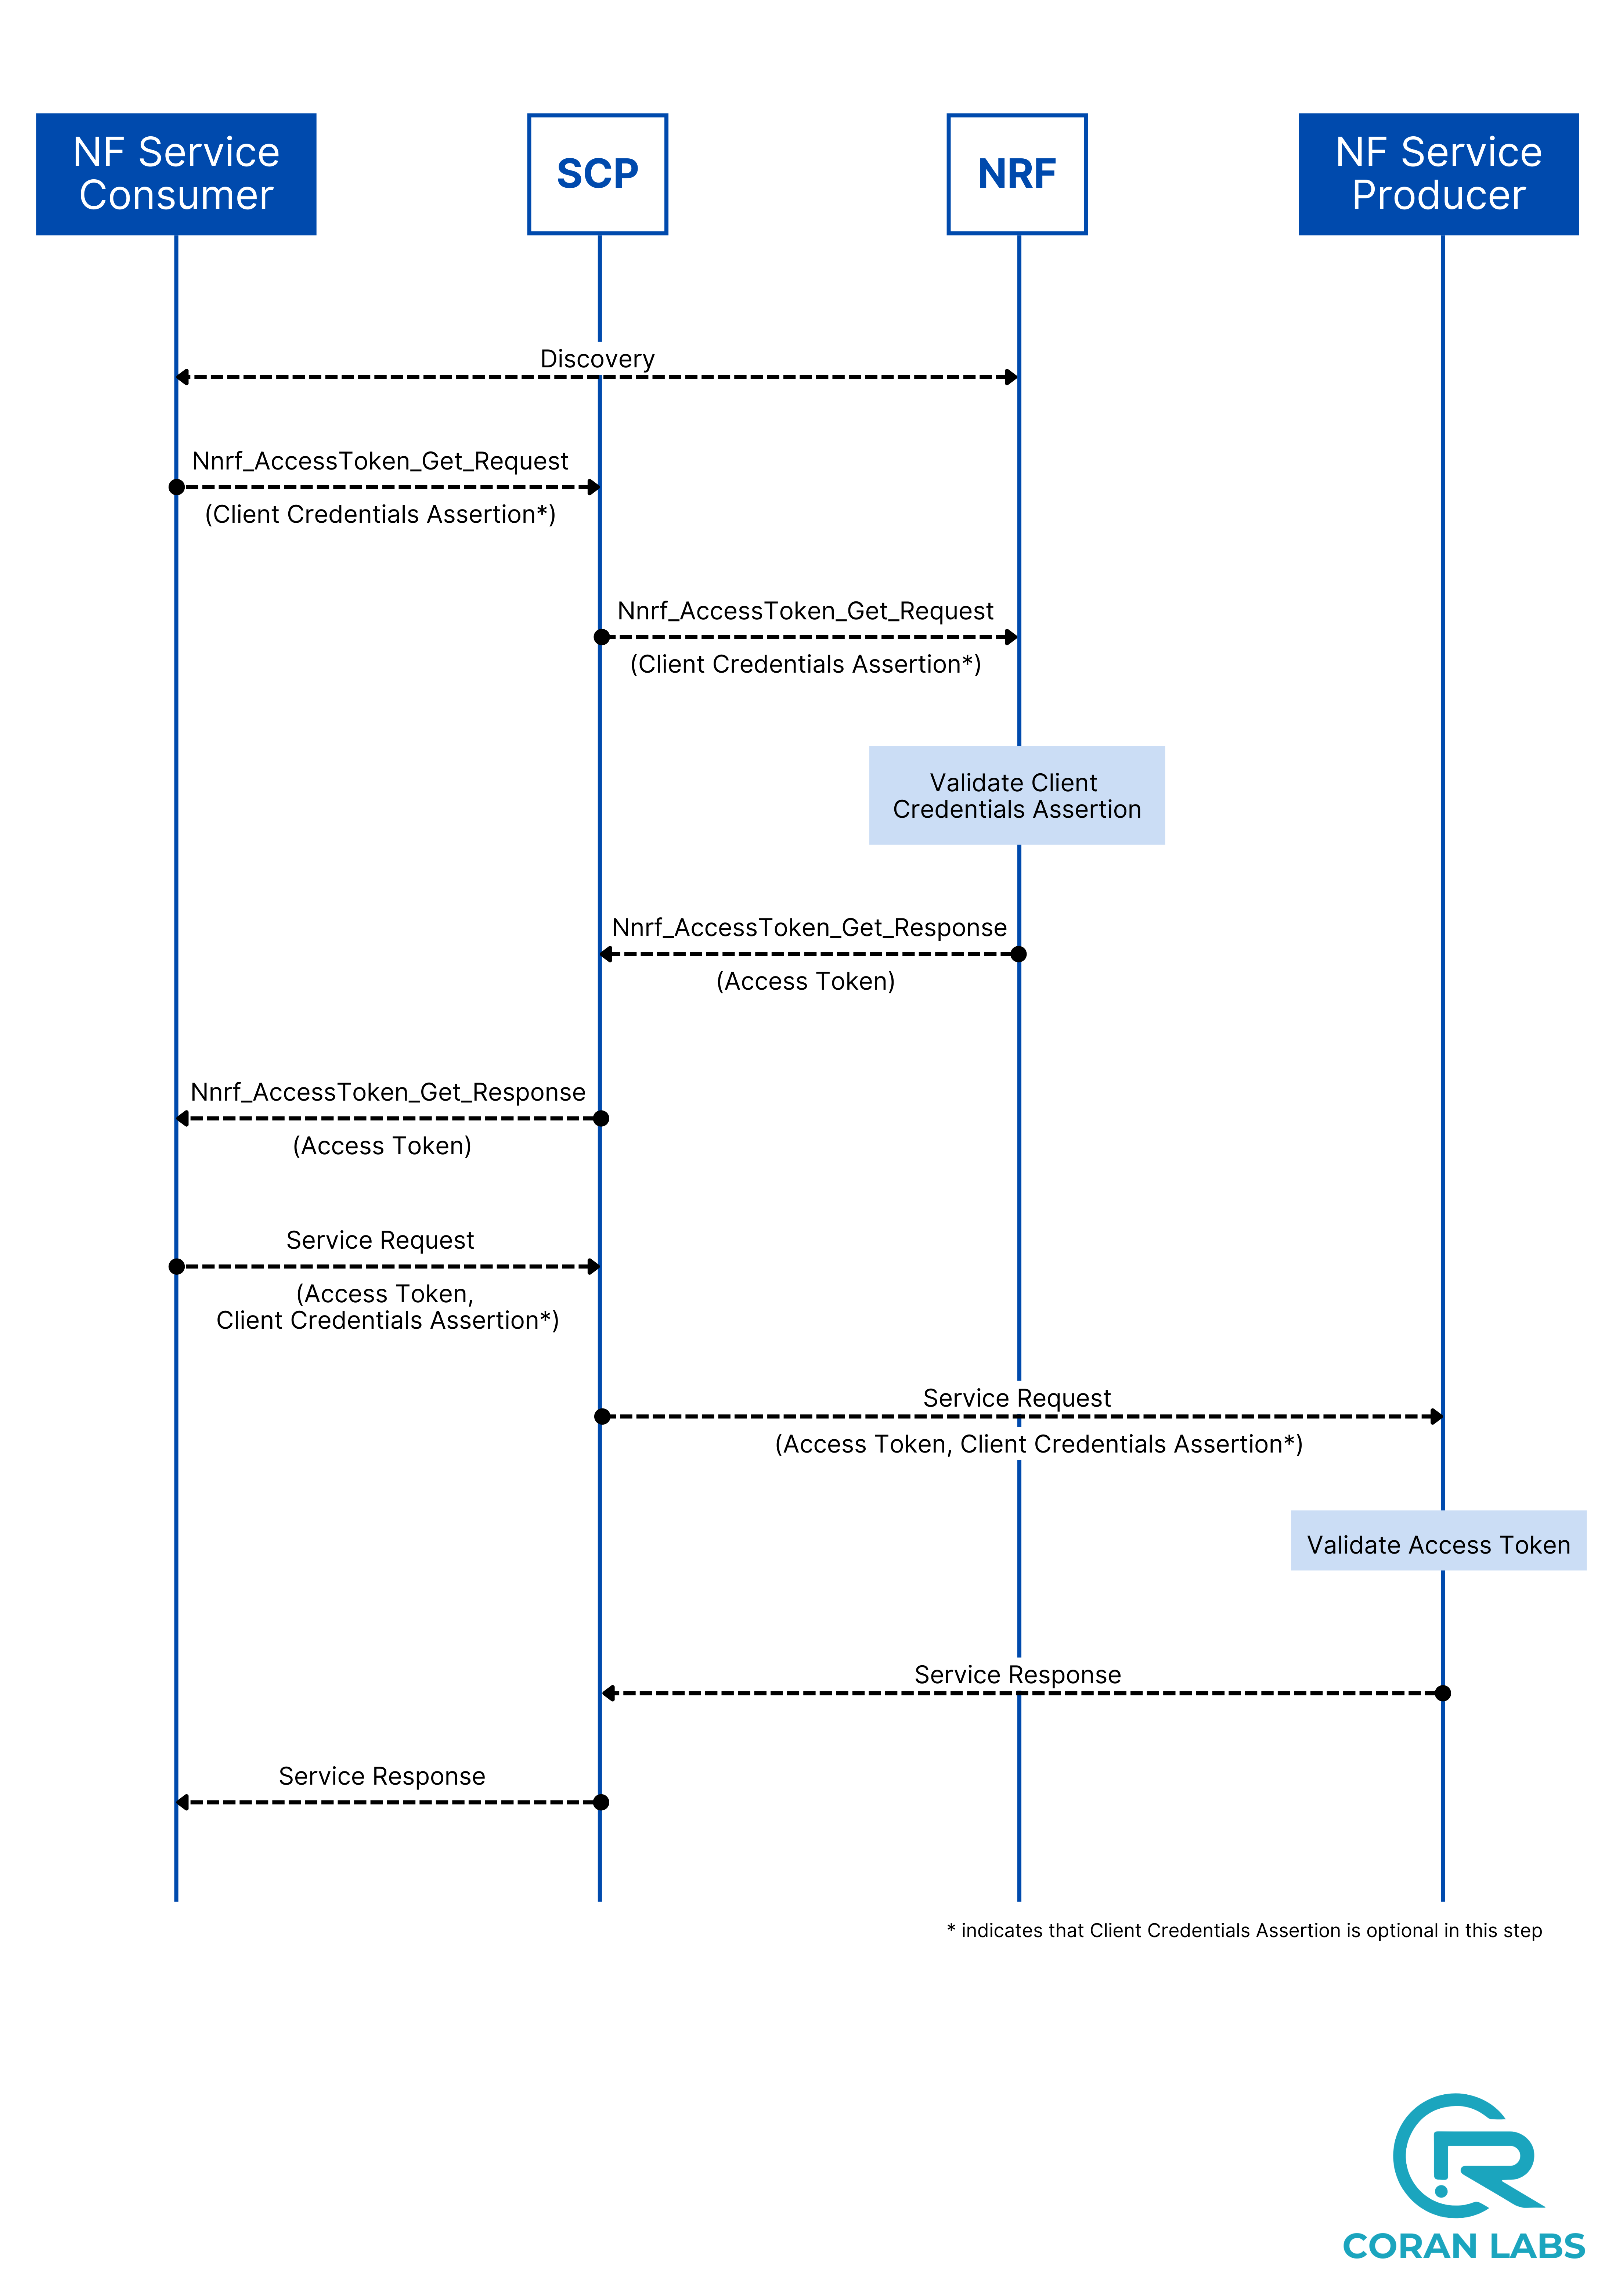 NF Service
Consumer
SCP
NRF
NF Service
Producer
Discovery
Nnrf_AccessToken_Get_Request
(Client Credentials Assertion*)
Nnrf_AccessToken_Get_Request
(Client Credentials Assertion*)
Validate Client
Credentials Assertion
Nnrf_AccessToken_Get_Response
(Access Token)
Nnrf_AccessToken_Get_Response
(Access Token)
Service Request
(Access Token,
Client Credentials Assertion*)
Service Request
(Access Token, Client Credentials Assertion*)
Validate Access Token
Service Response
Service Response
* indicates that Client Credentials Assertion is optional in this step
CORAN LABS